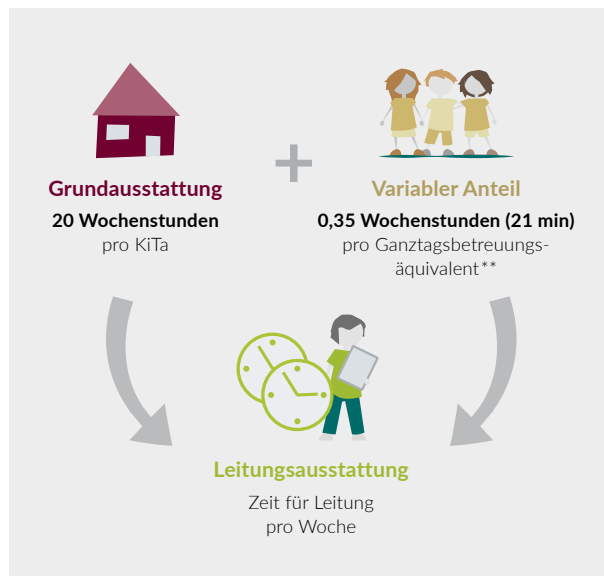 Grundausstattung
20 Wochenstunden
pro KiTa
Variabler Anteil
0,35 Wochenstunden (21 min)
pro Ganztagsbetreuungs-
äquivalent**
Leitungsausstattung
Zeit für Leitung
pro Woche